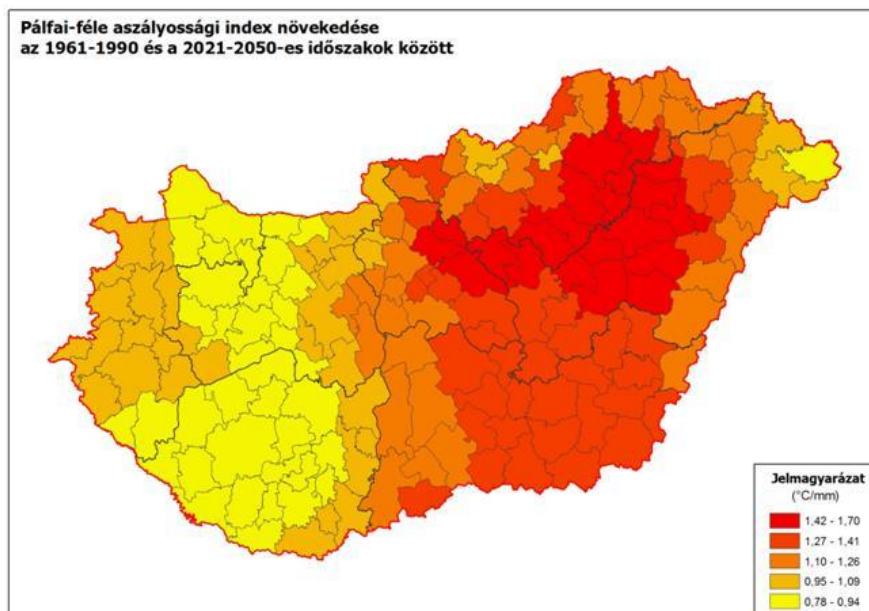 Pálfai-féle aszályossági index növekedése
az 1961-1990 és a 2021-2050-es időszakok között
Jelmagyarázat
(°C/mm)
1,42 - 1,70
1,27 - 1,41
1,10 - 1,26
0,95 - 1,09
0,78 - 0,94